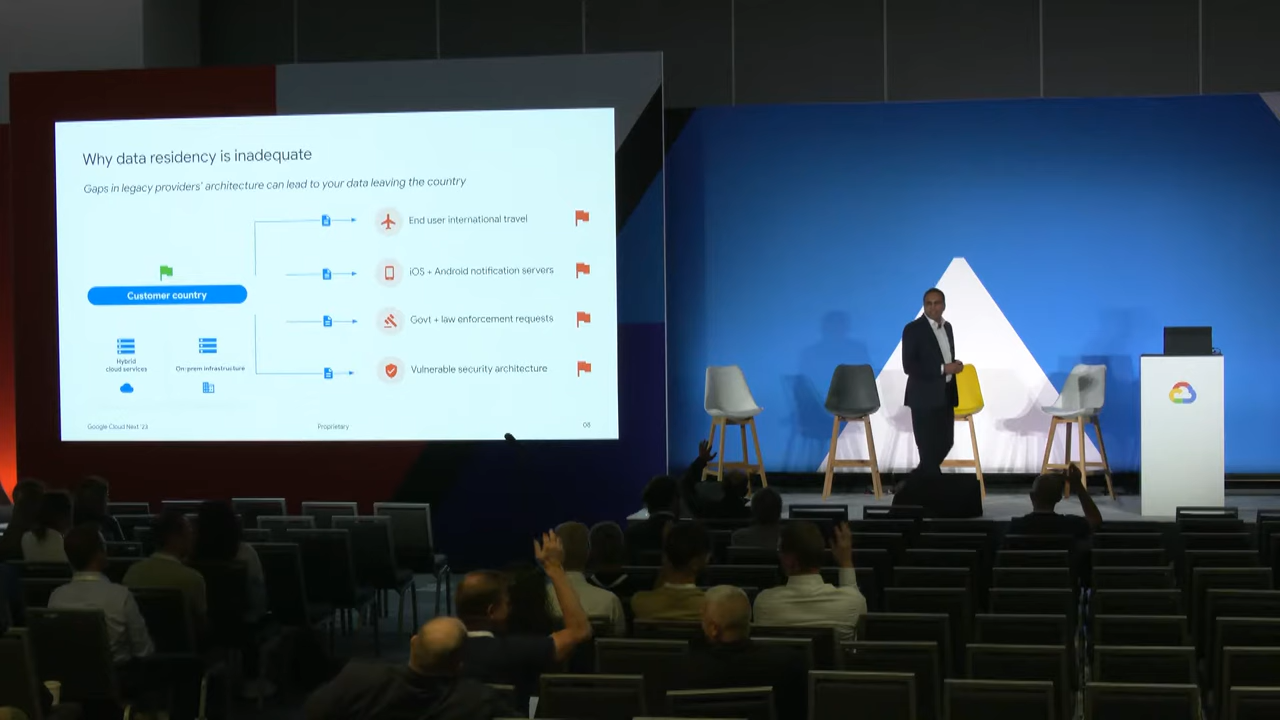 Why data residency is inadequate
Gaps in legacy providers' architecture can lead to your data leaving the country
End user international travel
iOS + Android notification servers
Customer country
Govt + law enforcement requests
Hybrid
cloud services
On-prem infrastructure
Vulnerable security architecture
Google Cloud Next '23
Proprietary
08